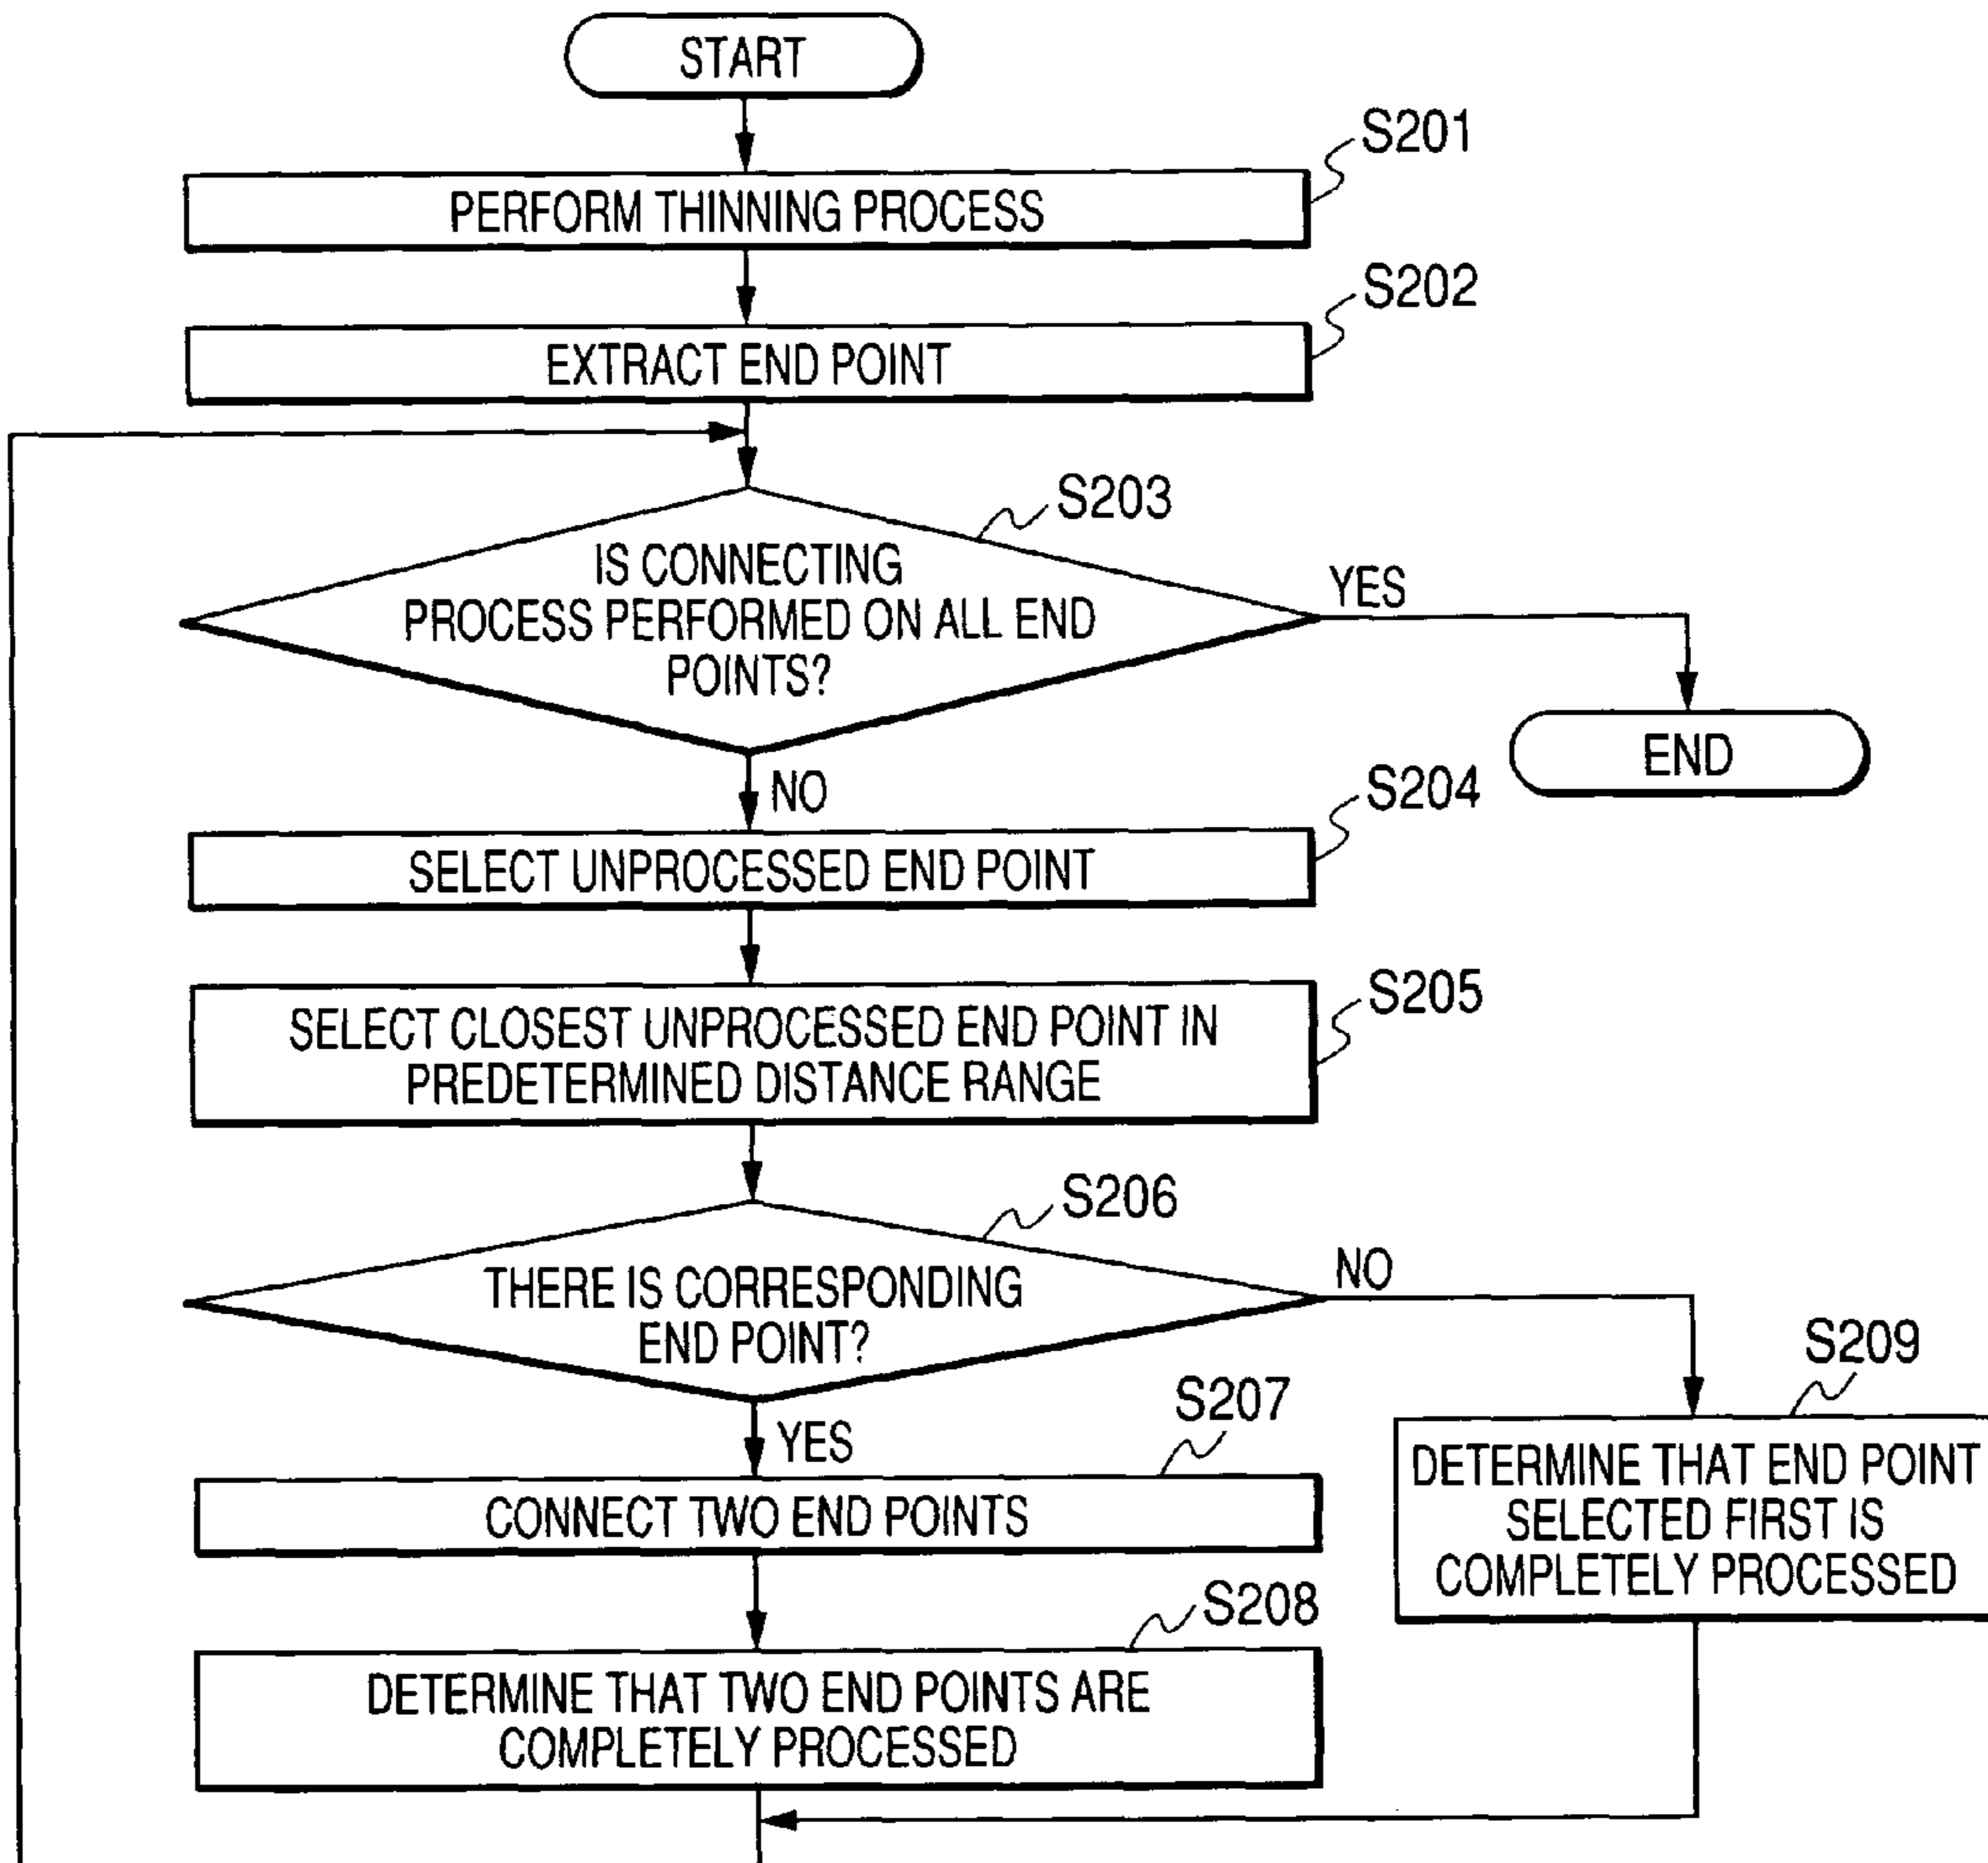 START
S201
PERFORM THINNING PROCESS
S202
EXTRACT END POINT
S203
IS CONNECTING
PROCESS PERFORMED ON ALL END
POINTS?
YES
END
NO
S204
SELECT UNPROCESSED END POINT
S205
SELECT CLOSEST UNPROCESSED END POINT IN
PREDETERMINED DISTANCE RANGE
S206
THERE IS CORRESPONDING
END POINT?
NO
S209
DETERMINE THAT END POINT
SELECTED FIRST IS
COMPLETELY PROCESSED
YES
S207
CONNECT TWO END POINTS
S208
DETERMINE THAT TWO END POINTS ARE
COMPLETELY PROCESSED